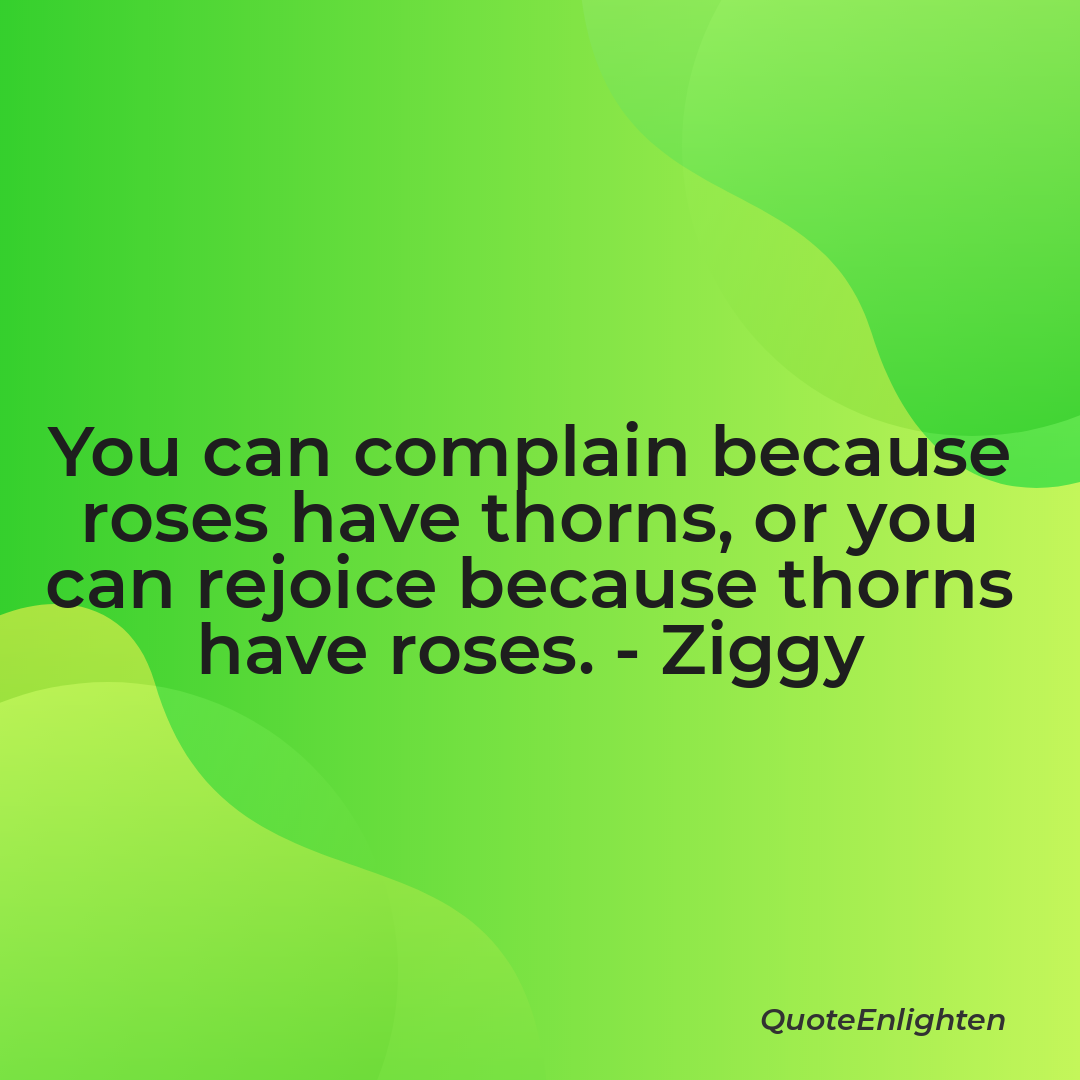 You can complain because
roses have thorns, or you
can rejoice because thorns
have roses. - Ziggy
QuoteEnlighten